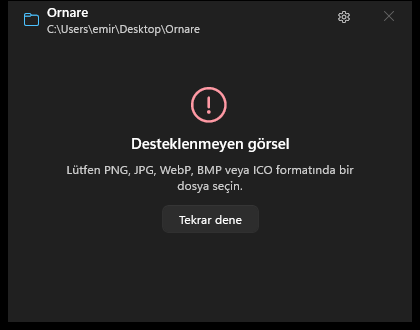 Ornare
C:\Users\emir\Desktop\Ornare
Desteklenmeyen görsel
Lütfen PNG, JPG, WebP, BMP veya ICO formatında bir
dosya seçin.
Tekrar dene